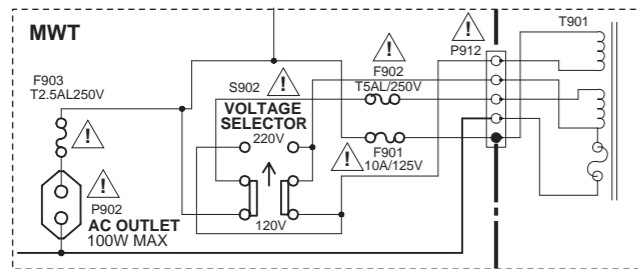 MWT
T901
P912
F903
T2.5AL250V
S902
F902
T5AL/250V
VOLTAGE
SELECTOR
220V
F901
10A/125V
P902
AC OUTLET
100W MAX
120V
!
!
!
!
!
!